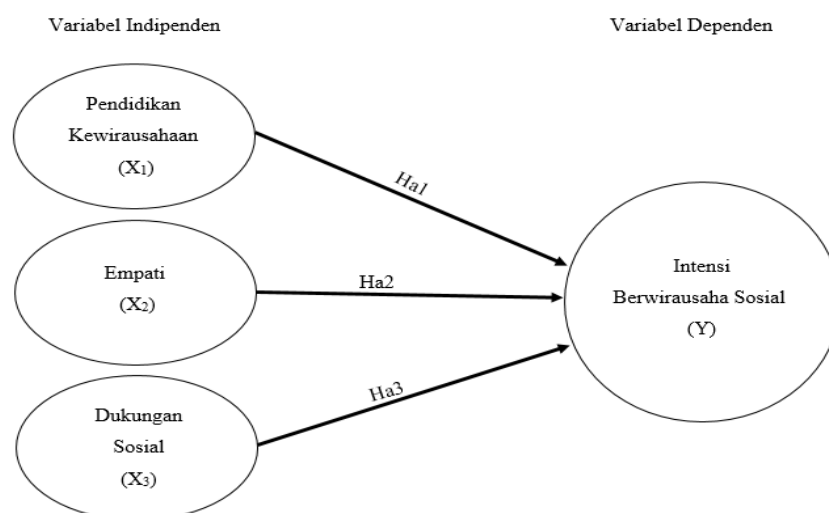 Variabel Indipenden
Variabel Dependen
Pendidikan
Kewirausahaan
(X₁)
Ha1
Empati
(X₂)
Ha2
Intensi
Berwirausaha Sosial
(Y)
Dukungan
Sosial
(X₃)
Ha3